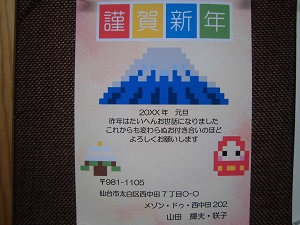 謹賀新年
20XX年 元旦
昨年はたいへんお世話になりました
これからも変わらぬお付き合いのほど
よろしくお願いします
〒981-1105
仙台市太白区西中田7丁目○-○
メゾン・ドゥ・西中田202
山田 輝夫・咲子